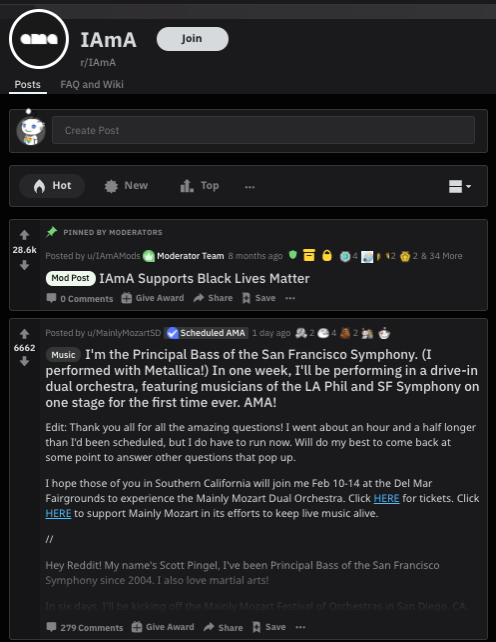 ama
IAmA
Join
r/IAmA
Posts FAQ and Wiki
Create Post
Hot New Top ...
PINNED BY MODERATORS
28.6k
Posted by u/IAmAMods Moderator Team 8 months ago 4 2 2 & 34 More
Mod Post IAmA Supports Black Lives Matter
0 Comments Give Award Share Save ...
Posted by u/MainlyMozartSD Scheduled AMA 1 day ago 2 4 2
6662
Music I'm the Principal Bass of the San Francisco Symphony. (I
performed with Metallica!) In one week, I'll be performing in a drive-in
dual orchestra, featuring musicians of the LA Phil and SF Symphony on
one stage for the first time ever. AMA!
Edit: Thank you all for all the amazing questions! I went about an hour and a half longer
than I'd been scheduled, but I do have to run now. Will do my best to come back at
some point to answer other questions that pop up.
I hope those of you in Southern California will join me Feb 10-14 at the Del Mar
Fairgrounds to experience the Mainly Mozart Dual Orchestra. Click HERE for tickets. Click
HERE to support Mainly Mozart in its efforts to keep live music alive.
//
Hey Reddit! My name's Scott Pingel, I've been Principal Bass of the San Francisco
Symphony since 2004. I also love martial arts!
In six days, I'll be kicking off the Mainly Mozart Festival of Orchestras in San Diego, CA.
279 Comments Give Award Share Save ...